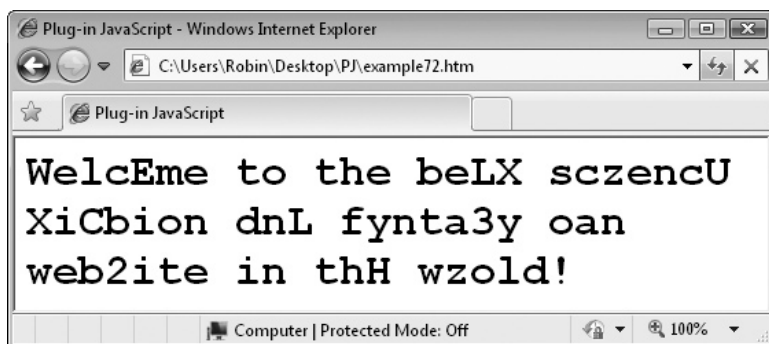 Plug-in JavaScript - Windows Internet Explorer
C:\Users\Robin\Desktop\PJ\example72.htm
Plug-in JavaScript
WelcEme to the beLX sczencU
XiCbion dnL fynta3y oan
web2ite in thH wzold!
Computer | Protected Mode: Off
100%